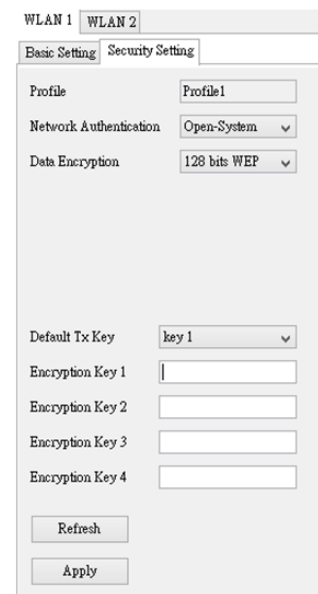 WLAN 1 WLAN 2
Basic Setting Security Setting
Profile Profile1
Network Authentication Open-System
Data Encryption 128 bits WEP
Default Tx Key key 1
Encryption Key 1
Encryption Key 2
Encryption Key 3
Encryption Key 4
Refresh
Apply